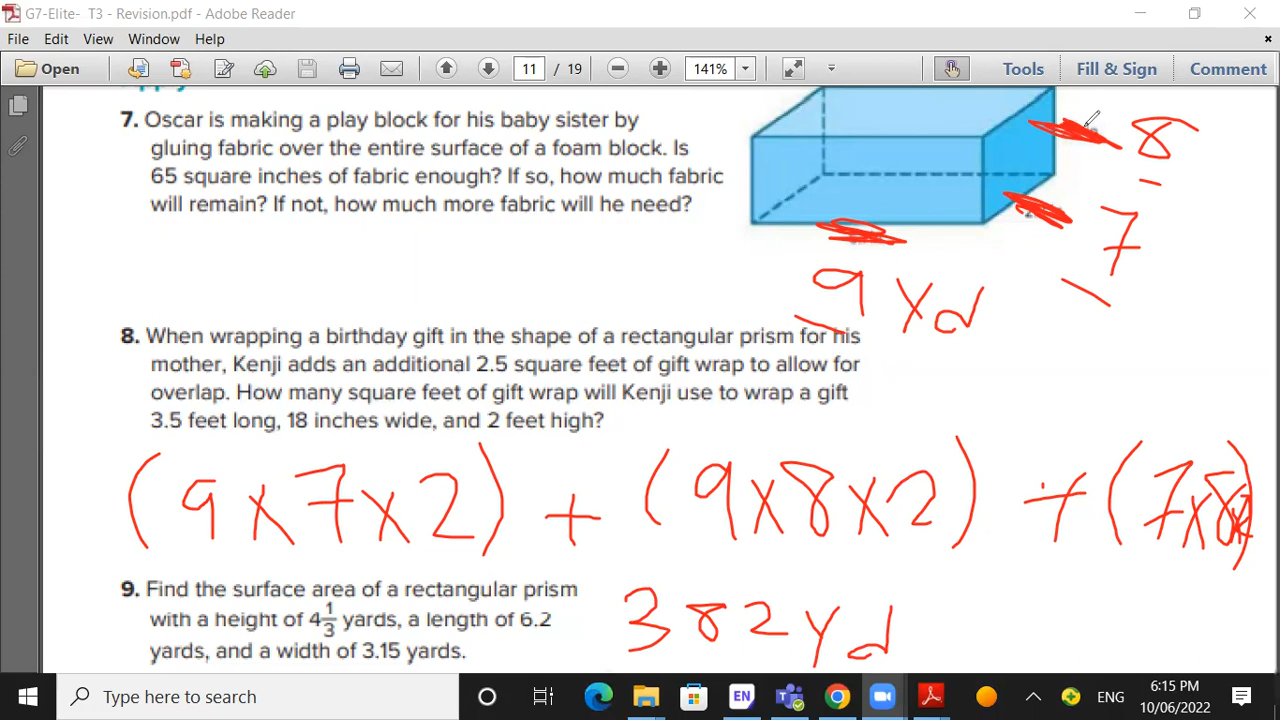 G7-Elite- T3 - Revision.pdf - Adobe Reader
File Edit View Window Help
Open 11 / 19 141% Tools Fill & Sign Comment
7. Oscar is making a play block for his baby sister by
gluing fabric over the entire surface of a foam block. Is
65 square inches of fabric enough? If so, how much fabric
will remain? If not, how much more fabric will he need?
8
7
9 yd
8. When wrapping a birthday gift in the shape of a rectangular prism for his
mother, Kenji adds an additional 2.5 square feet of gift wrap to allow for
overlap. How many square feet of gift wrap will Kenji use to wrap a gift
3.5 feet long, 18 inches wide, and 2 feet high?
(9x7x2) + (9x8x2) + (7x8x2)
9. Find the surface area of a rectangular prism
with a height of 4 1/3 yards, a length of 6.2
yards, and a width of 3.15 yards.
382 yd
Type here to search
EN
ENG
6:15 PM
10/06/2022